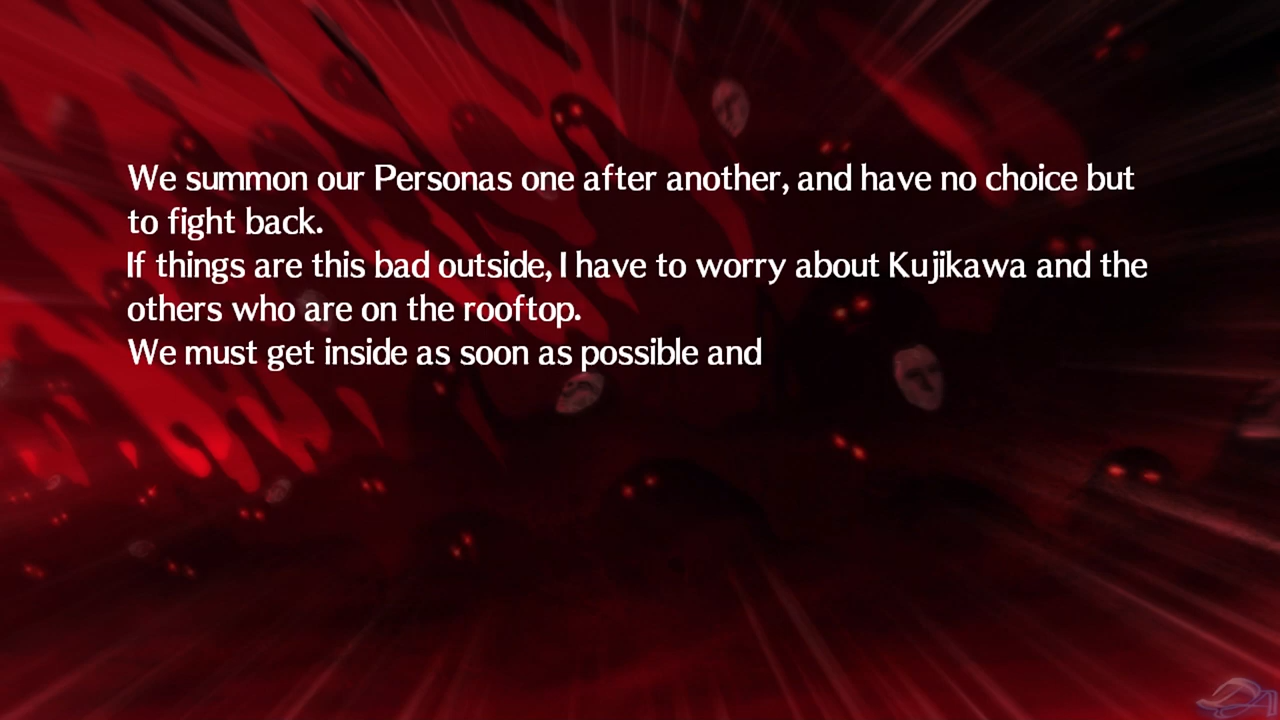 We summon our Personas one after another, and have no choice but
to fight back.
If things are this bad outside, I have to worry about Kujikawa and the
others who are on the rooftop.
We must get inside as soon as possible and